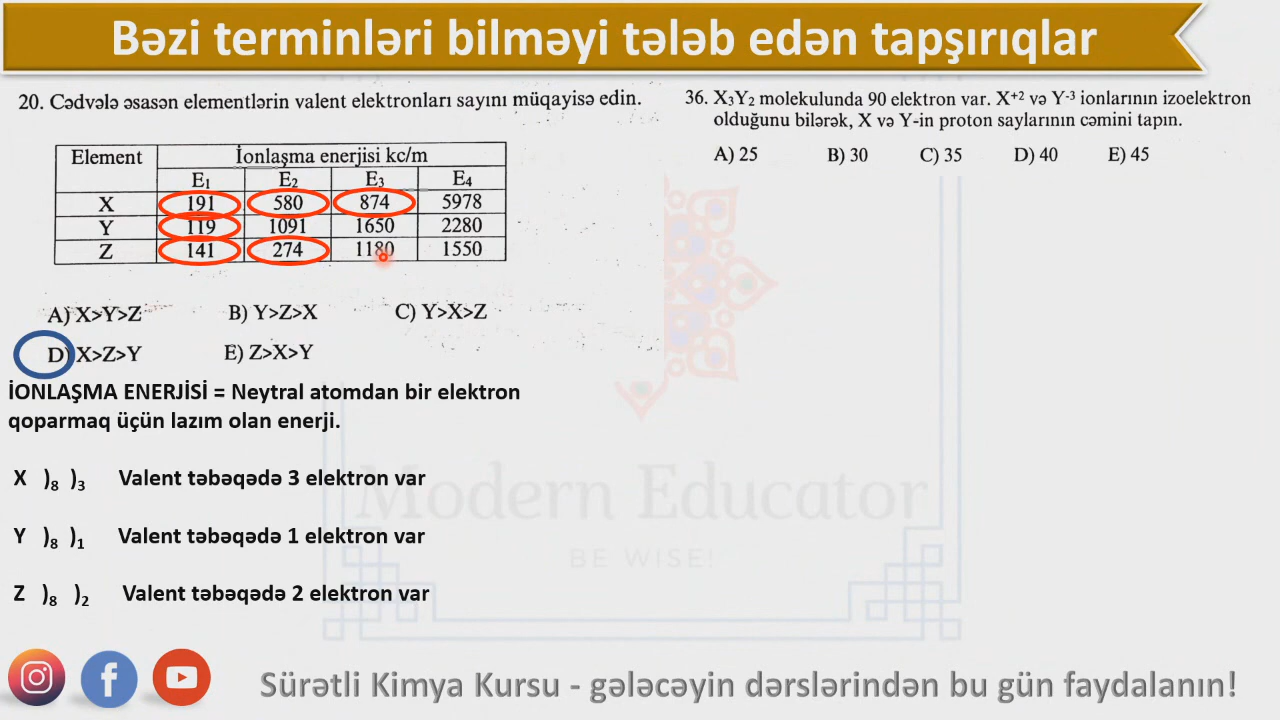 Bəzi terminləri bilməyi tələb edən tapşırıqlar
20. Cədvələ əsasən elementlərin valent elektronları sayını müqayisə edin.
Element İonlaşma enerjisi kc/m
E₁ E₂ E₃ E₄
X 191 580 874 5978
Y 119 1091 1650 2280
Z 141 274 1180 1550
A) X>Y>Z B) Y>Z>X C) Y>X>Z
D) X>Z>Y E) Z>X>Y
İONLAŞMA ENERJİSİ = Neytral atomdan bir elektron
qoparmaq üçün lazım olan enerji.
X )₈ )₃ Valent təbəqədə 3 elektron var
Y )₈ )₁ Valent təbəqədə 1 elektron var
Z )₈ )₂ Valent təbəqədə 2 elektron var
36. X₃Y₂ molekulunda 90 elektron var. X⁺² və Y⁻³ ionlarının izoelektron
olduğunu bilərək, X və Y-in proton saylarının cəmini tapın.
A) 25 B) 30 C) 35 D) 40 E) 45
Modern Educator
BE WISE!
Sürətli Kimya Kursu - gələcəyin dərslərindən bu gün faydalanın!